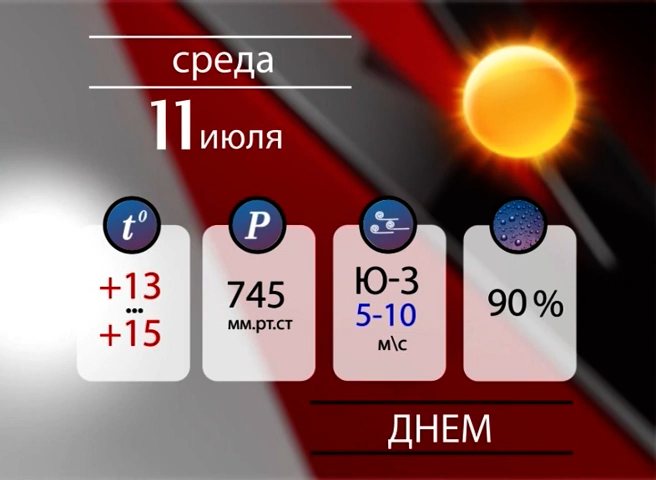 среда
11 июля
t⁰
P
+13
...
+15
745
мм.рт.ст
Ю-З
5-10
м\с
90 %
ДНЕМ